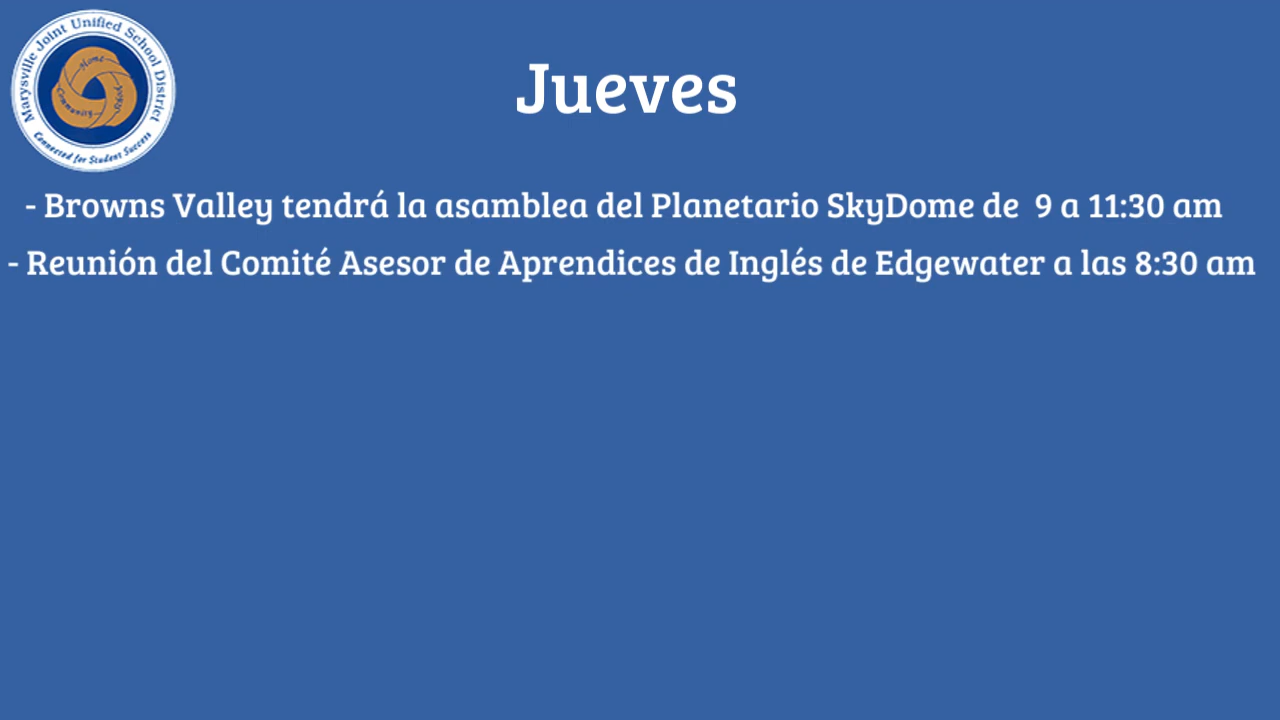 Marysville Joint Unified School District
Home
Community
School
Connected for Student Success
Jueves
- Browns Valley tendrá la asamblea del Planetario SkyDome de 9 a 11:30 am
- Reunión del Comité Asesor de Aprendices de Inglés de Edgewater a las 8:30 am